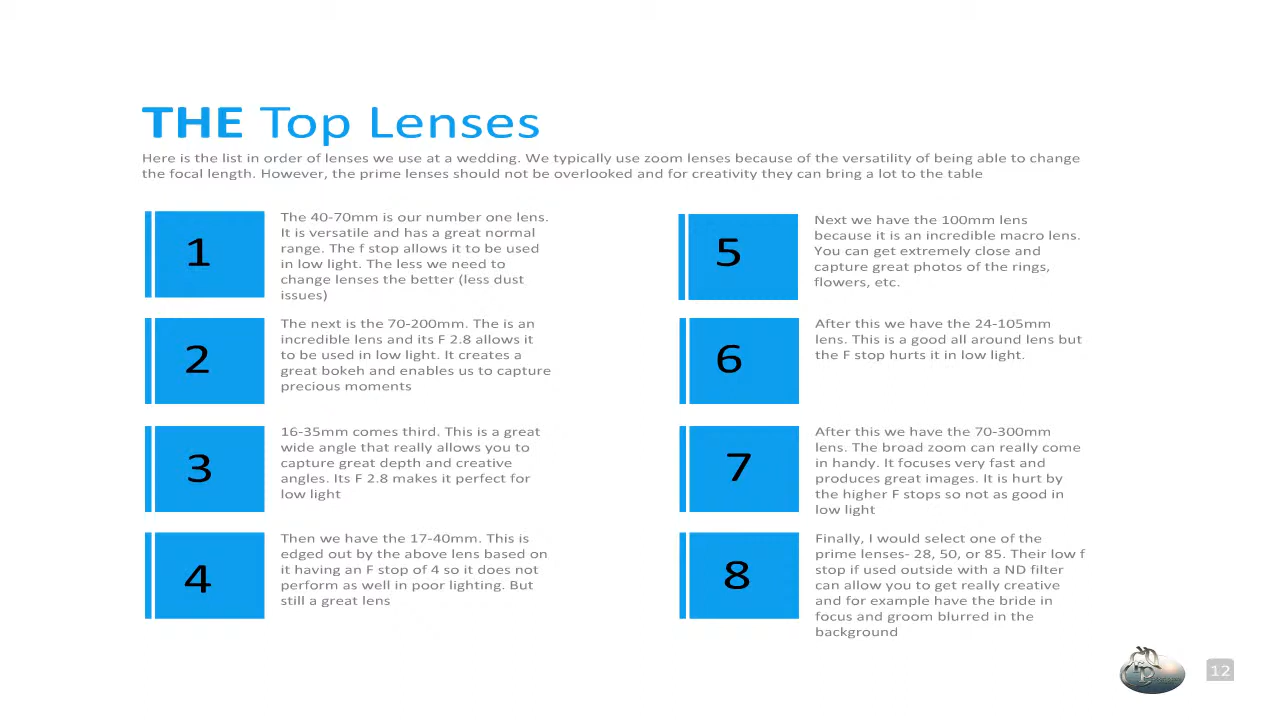 THE Top Lenses
Here is the list in order of lenses we use at a wedding. We typically use zoom lenses because of the versatility of being able to change
the focal length. However, the prime lenses should not be overlooked and for creativity they can bring a lot to the table
1
The 40-70mm is our number one lens.
It is versatile and has a great normal
range. The f stop allows it to be used
in low light. The less we need to
change lenses the better (less dust
issues)
2
The next is the 70-200mm. The is an
incredible lens and its F 2.8 allows it
to be used in low light. It creates a
great bokeh and enables us to capture
precious moments
3
16-35mm comes third. This is a great
wide angle that really allows you to
capture great depth and creative
angles. Its F 2.8 makes it perfect for
low light
4
Then we have the 17-40mm. This is
edged out by the above lens based on
it having an F stop of 4 so it does not
perform as well in poor lighting. But
still a great lens
5
Next we have the 100mm lens
because it is an incredible macro lens.
You can get extremely close and
capture great photos of the rings,
flowers, etc.
6
After this we have the 24-105mm
lens. This is a good all around lens but
the F stop hurts it in low light.
7
After this we have the 70-300mm
lens. The broad zoom can really come
in handy. It focuses very fast and
produces great images. It is hurt by
the higher F stops so not as good in
low light
8
Finally, I would select one of the
prime lenses- 28, 50, or 85. Their low f
stop if used outside with a ND filter
can allow you to get really creative
and for example have the bride in
focus and groom blurred in the
background
12